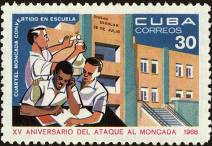 CUARTEL MONCADA CONVERTIDO EN ESCUELA
CIUDAD
ESCOLAR
26 DE JULIO
CUBA
CORREOS
30
XV ANIVERSARIO DEL ATAQUE AL MONCADA 1968